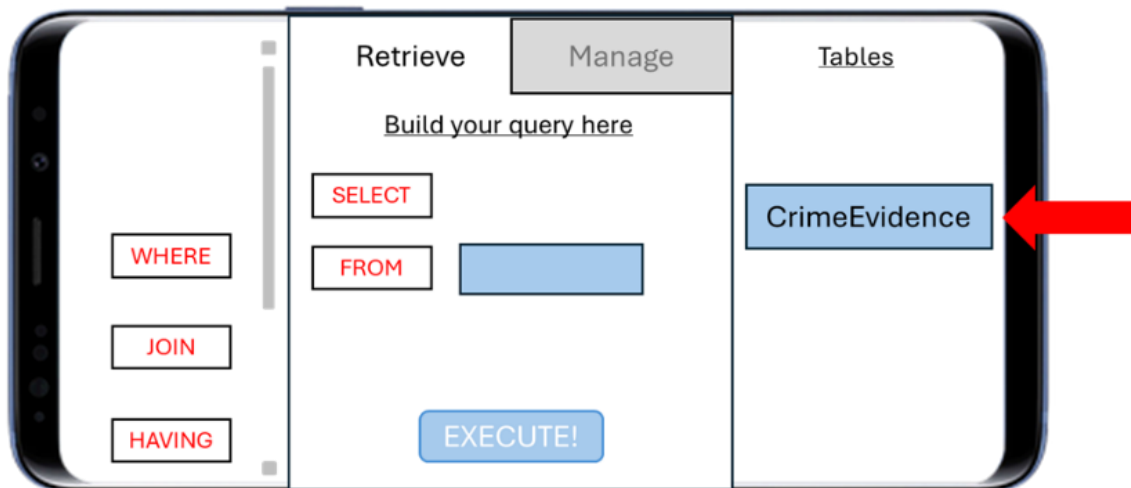 Retrieve
Manage
Tables
Build your query here
SELECT
CrimeEvidence
WHERE
FROM
JOIN
HAVING
EXECUTE!